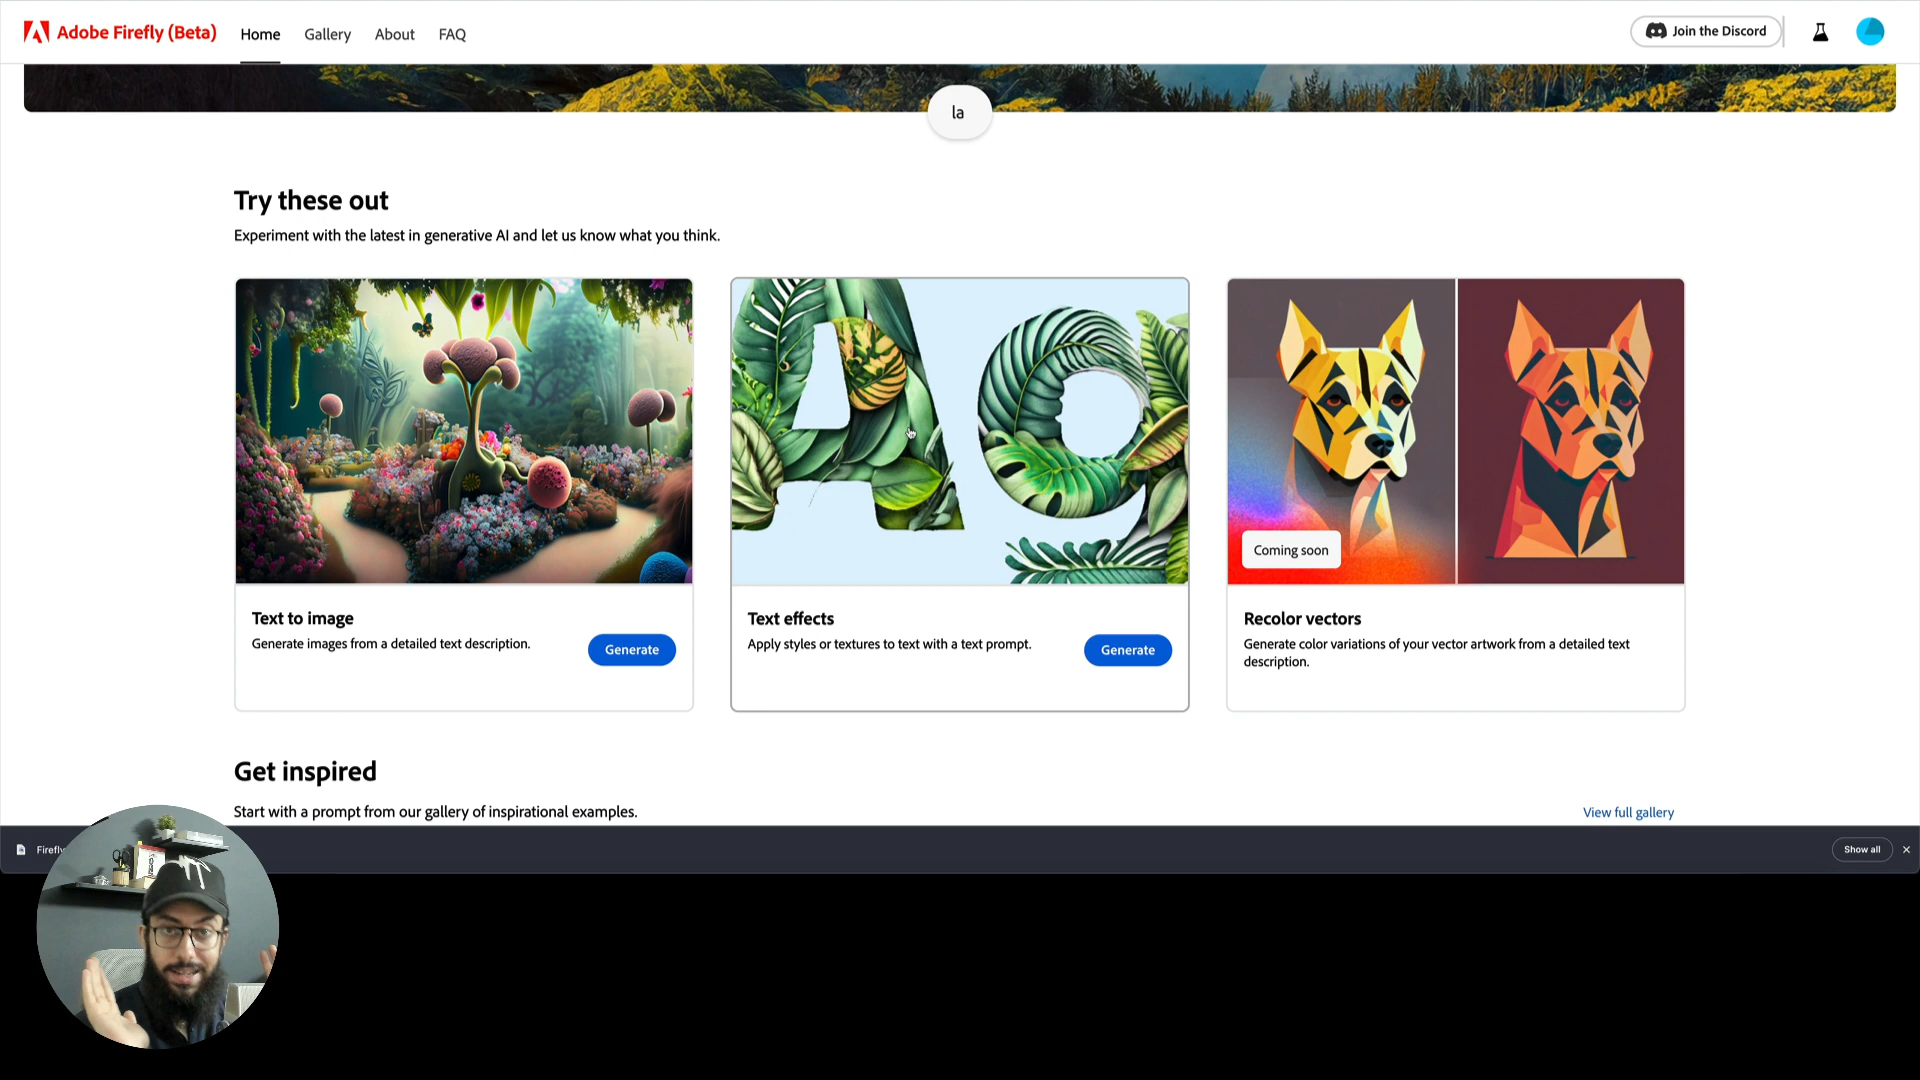 Adobe Firefly (Beta)
Home
Gallery
About
FAQ
Join the Discord
la
Try these out
Experiment with the latest in generative AI and let us know what you think.
Coming soon
Text to image
Generate images from a detailed text description.
Generate
Text effects
Apply styles or textures to text with a text prompt.
Generate
Recolor vectors
Generate color variations of your vector artwork from a detailed text
description.
Get inspired
Start with a prompt from our gallery of inspirational examples.
View full gallery
Firefly
Show all